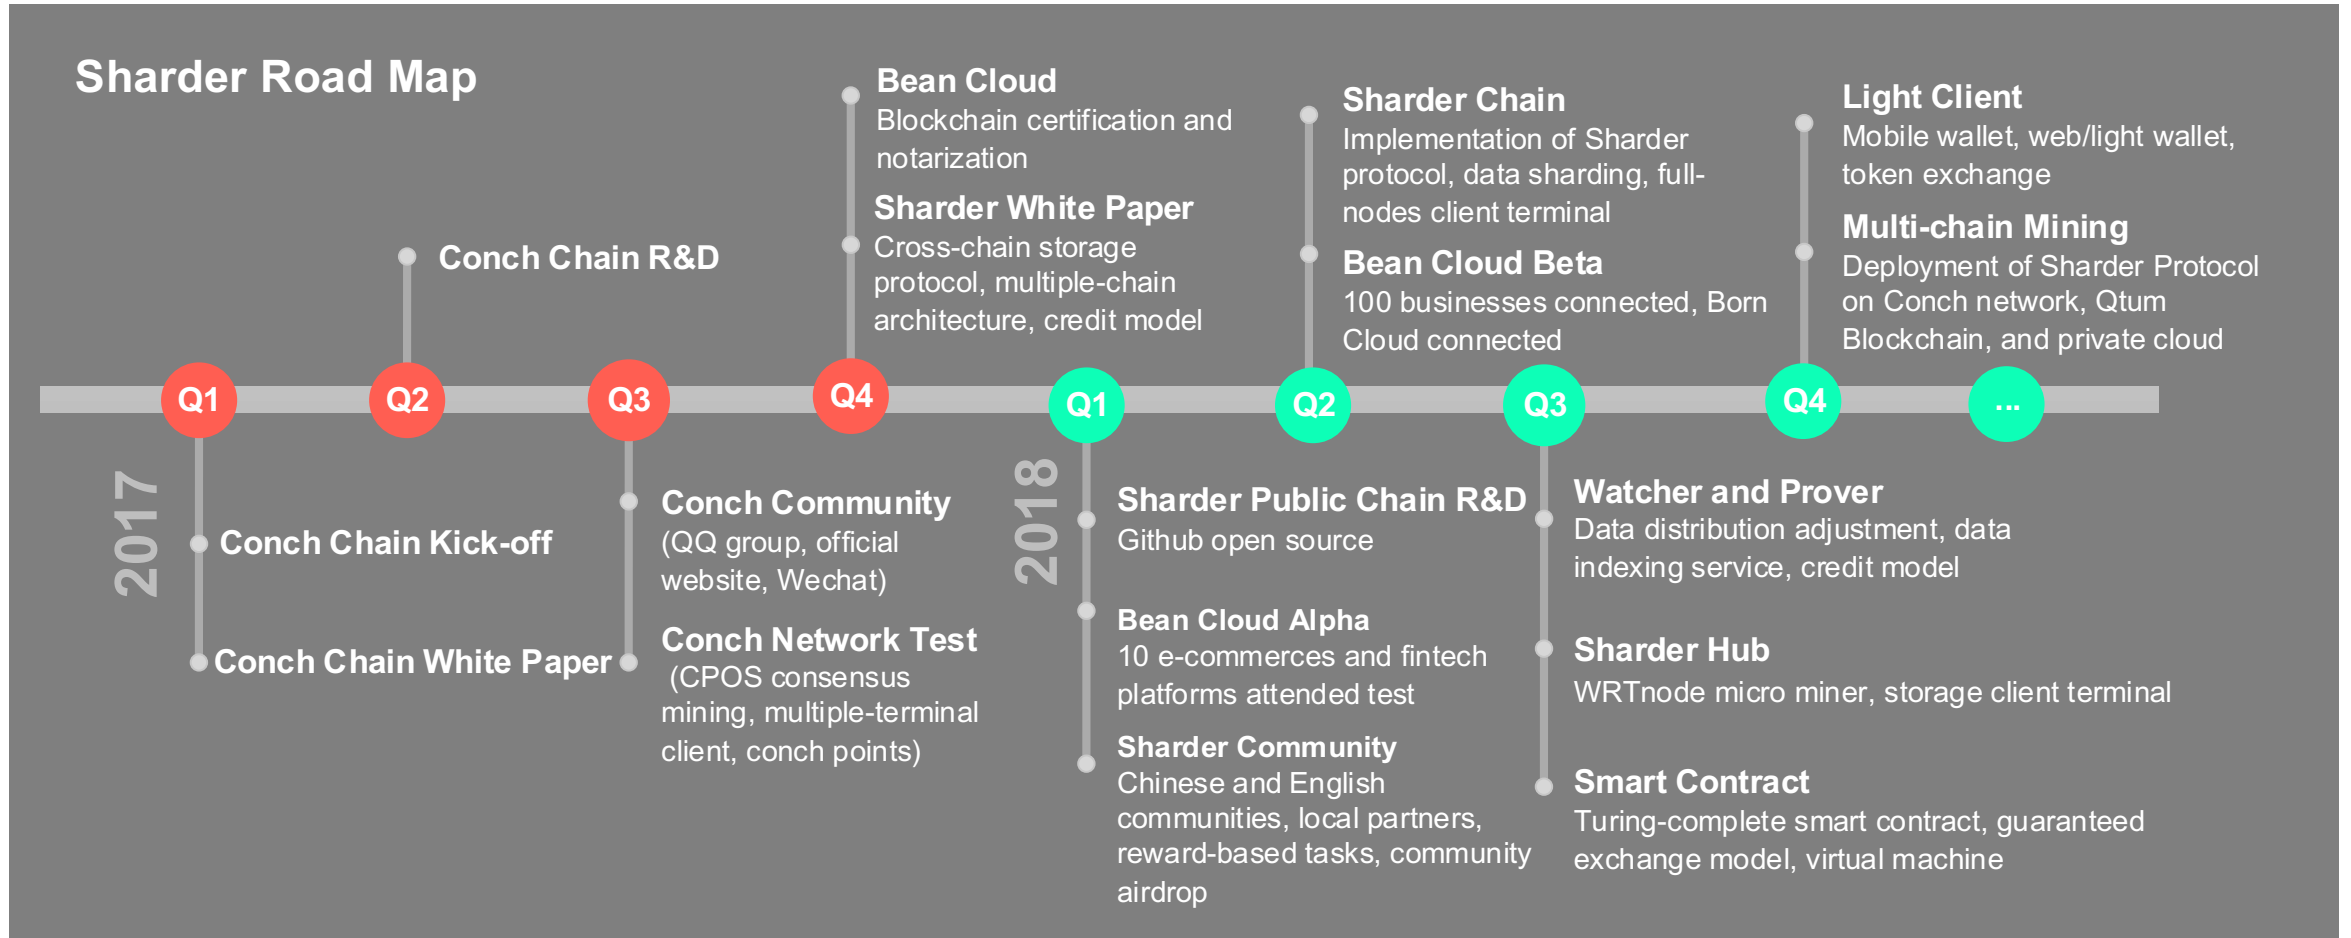 Sharder Road Map
2017
Q1
Conch Chain Kick-off
Conch Chain White Paper
Q2
Conch Chain R&D
Q3
Conch Community
(QQ group, official
website, Wechat)
Conch Network Test
(CPOS consensus
mining, multiple-terminal
client, conch points)
Q4
Bean Cloud
Blockchain certification and
notarization
Sharder White Paper
Cross-chain storage
protocol, multiple-chain
architecture, credit model
2018
Q1
Sharder Public Chain R&D
Github open source
Bean Cloud Alpha
10 e-commerces and fintech
platforms attended test
Sharder Community
Chinese and English
communities, local partners,
reward-based tasks, community
airdrop
Q2
Sharder Chain
Implementation of Sharder
protocol, data sharding, full-
nodes client terminal
Bean Cloud Beta
100 businesses connected, Born
Cloud connected
Q3
Watcher and Prover
Data distribution adjustment, data
indexing service, credit model
Sharder Hub
WRTnode micro miner, storage client terminal
Smart Contract
Turing-complete smart contract, guaranteed
exchange model, virtual machine
Q4
Light Client
Mobile wallet, web/light wallet,
token exchange
Multi-chain Mining
Deployment of Sharder Protocol
on Conch network, Qtum
Blockchain, and private cloud
...